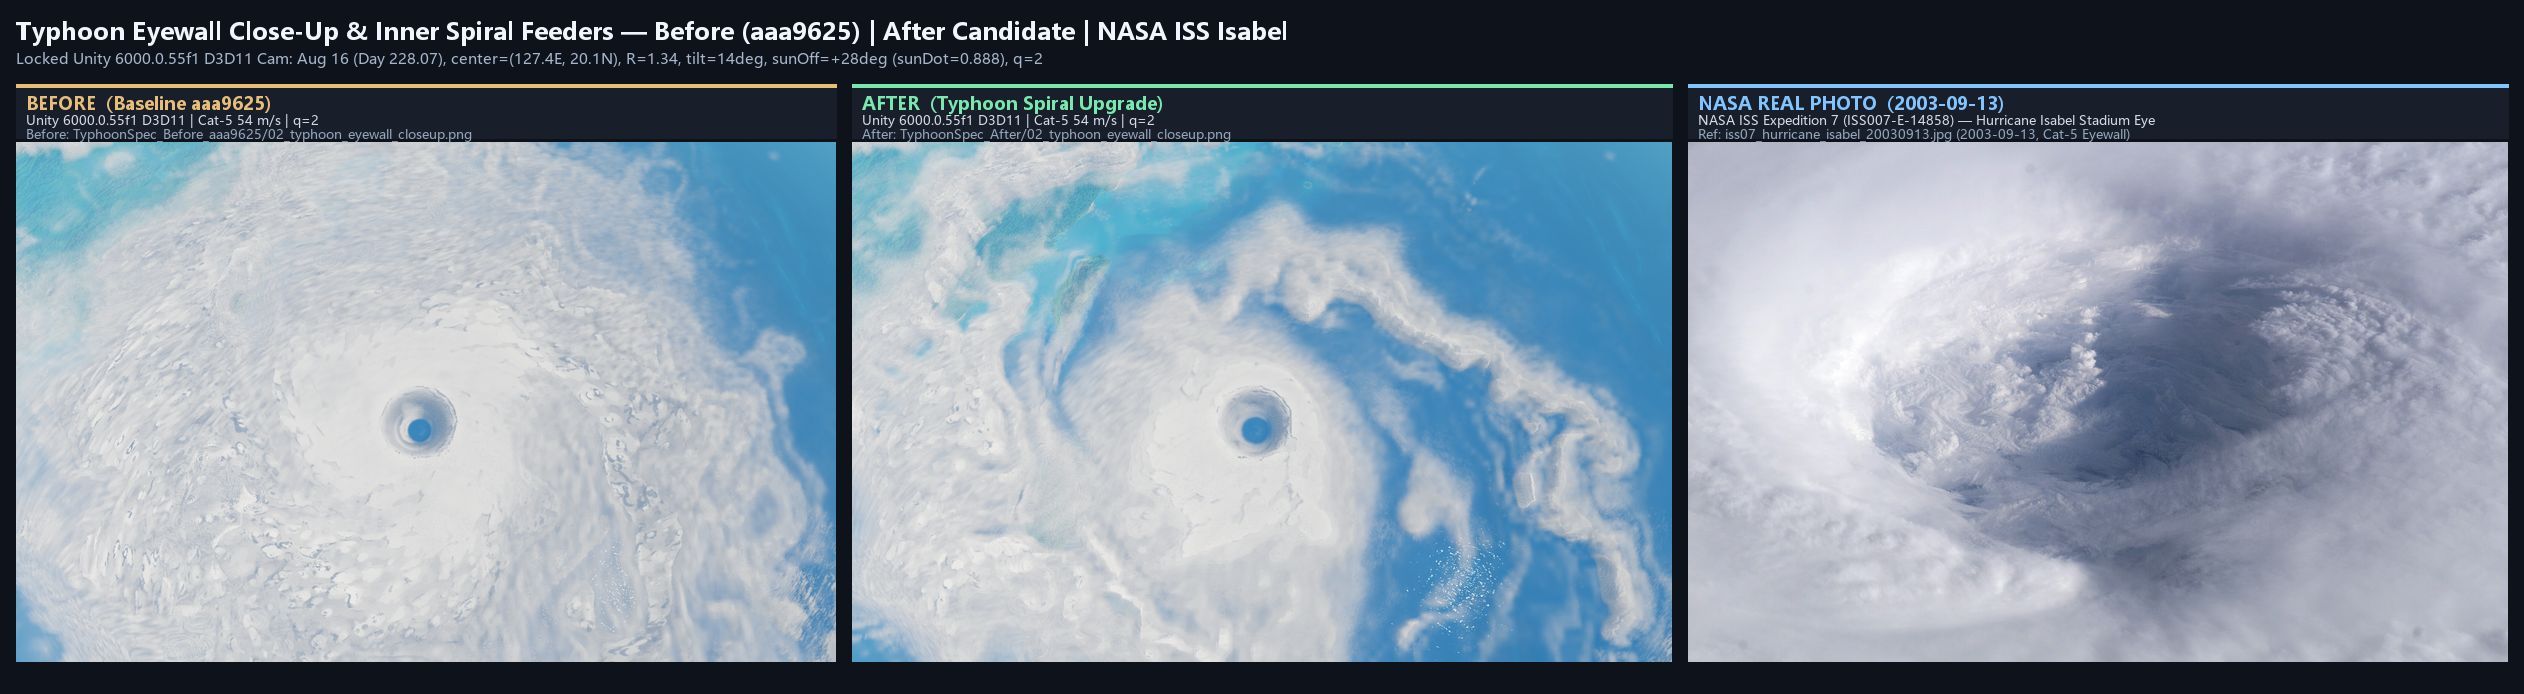 Typhoon Eyewall Close-Up & Inner Spiral Feeders — Before (aaa9625) | After Candidate | NASA ISS Isabel
Locked Unity 6000.0.55f1 D3D11 Cam: Aug 16 (Day 228.07), center=(127.4E, 20.1N), R=1.34, tilt=14deg, sunOff=+28deg (sunDot=0.888), q=2
BEFORE (Baseline aaa9625)
Unity 6000.0.55f1 D3D11 | Cat-5 54 m/s | q=2
Before: TyphoonSpec_Before_aaa9625/02_typhoon_eyewall_closeup.png
AFTER (Typhoon Spiral Upgrade)
Unity 6000.0.55f1 D3D11 | Cat-5 54 m/s | q=2
After: TyphoonSpec_After/02_typhoon_eyewall_closeup.png
NASA REAL PHOTO (2003-09-13)
NASA ISS Expedition 7 (ISS007-E-14858) — Hurricane Isabel Stadium Eye
Ref: iss07_hurricane_isabel_20030913.jpg (2003-09-13, Cat-5 Eyewall)